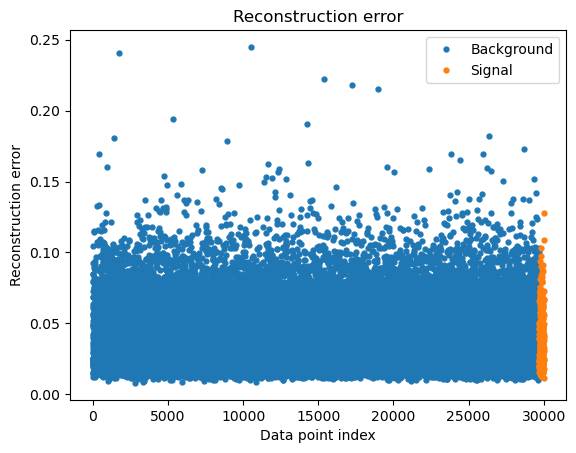 Reconstruction error
Background
Signal
Reconstruction error
0.25
0.20
0.15
0.10
0.05
0.00
0 5000 10000 15000 20000 25000 30000
Data point index